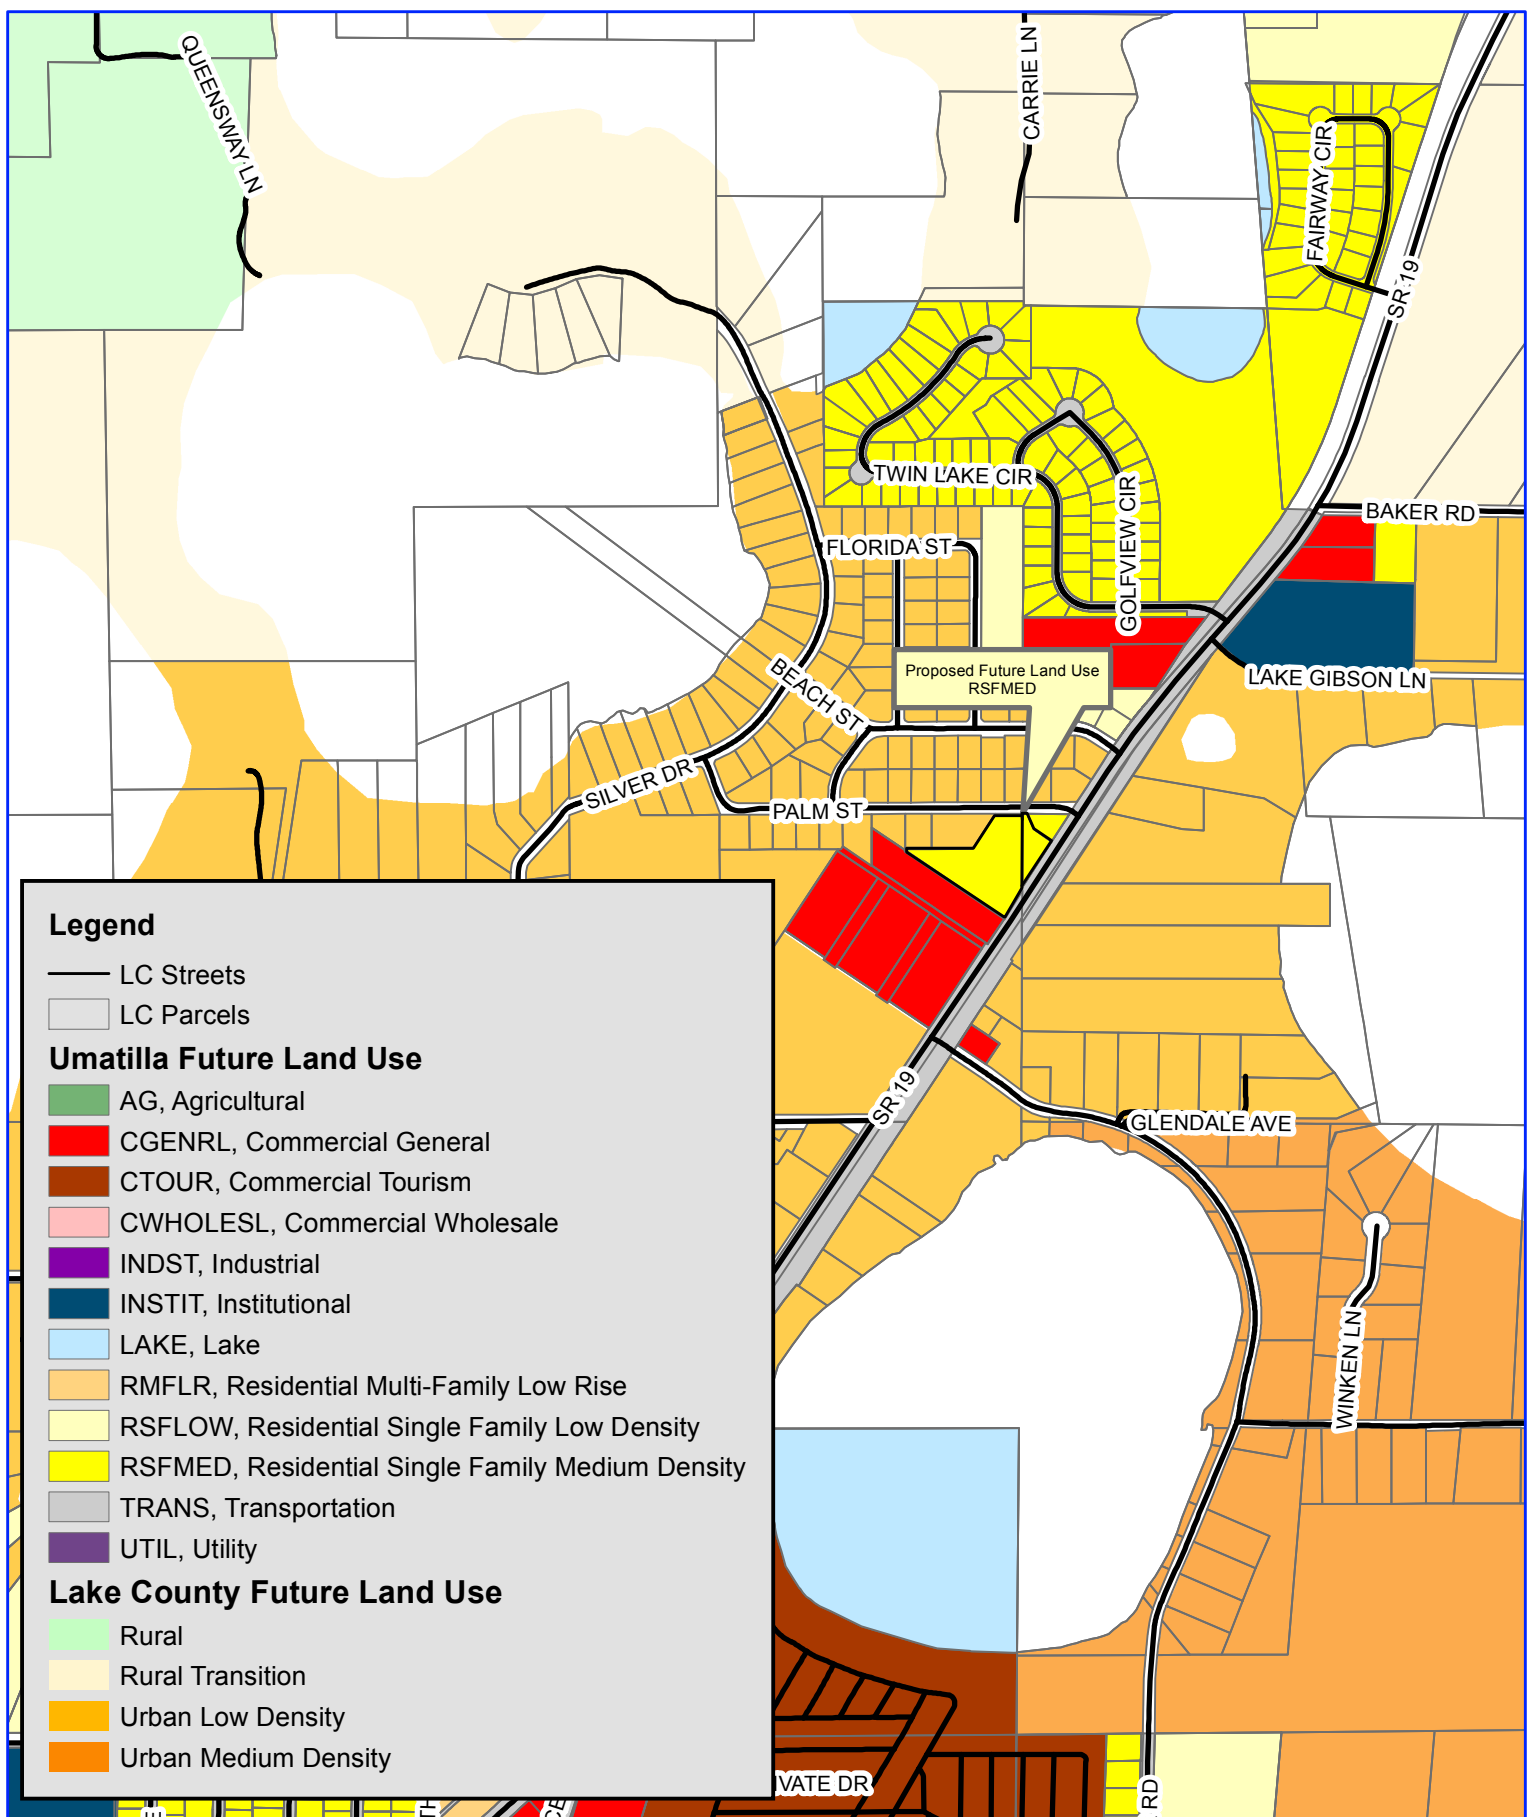 QUEENSWAY LN
CARRIE LN
FAIRWAY CIR
SR 19
TWIN LAKE CIR
GOLFVIEW CIR
BAKER RD
FLORIDA ST
BEACH ST
Proposed Future Land Use
RSFMED
LAKE GIBSON LN
SILVER DR
PALM ST
SR 19
GLENDALE AVE
WINKEN LN
Legend
LC Streets
LC Parcels
Umatilla Future Land Use
AG, Agricultural
CGENRL, Commercial General
CTOUR, Commercial Tourism
CWHOLESL, Commercial Wholesale
INDST, Industrial
INSTIT, Institutional
LAKE, Lake
RMFLR, Residential Multi-Family Low Rise
RSFLOW, Residential Single Family Low Density
RSFMED, Residential Single Family Medium Density
TRANS, Transportation
UTIL, Utility
Lake County Future Land Use
Rural
Rural Transition
Urban Low Density
Urban Medium Density
IVATE DR
RD
E
TH
CE